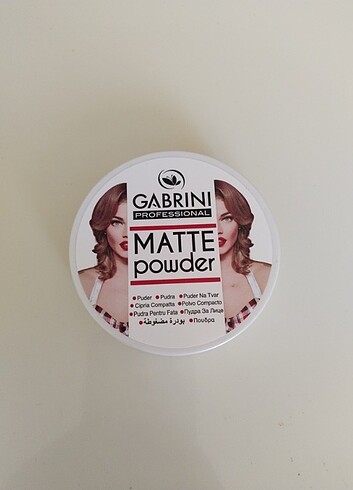 GABRINI
PROFESSIONAL
MATTE
powder
• Puder • Pudra • Puder Na Tvar
• Cipria Compatta • Polvo Compacto
• Pudra Pentru Fata • Пудра За Лице
• بودرة مضغوطة • Поудра